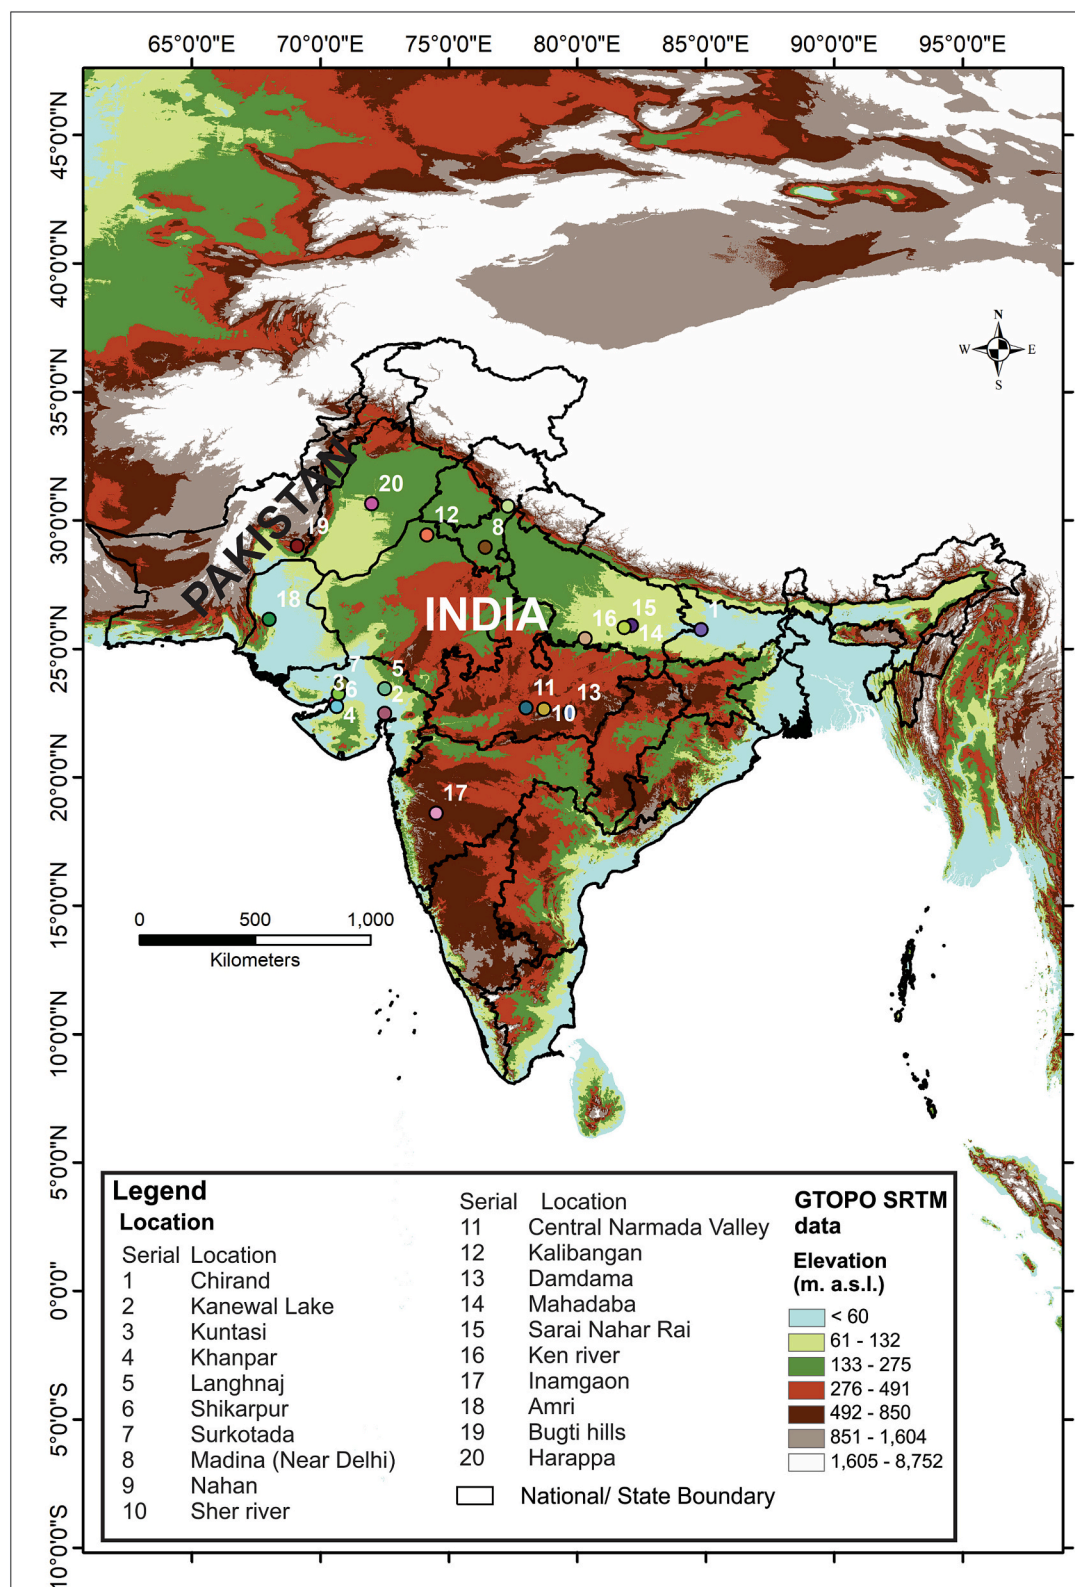 65°0'0"E 70°0'0"E 75°0'0"E 80°0'0"E 85°0'0"E 90°0'0"E 95°0'0"E
45°0'0"N
40°0'0"N
35°0'0"N
30°0'0"N
25°0'0"N
20°0'0"N
15°0'0"N
10°0'0"N
5°0'0"N
0°0'0"
5°0'0"S
10°0'0"S
N
W E
S
PAKISTAN
INDIA
20
19
12
8
18
16
15
14
1
7
5
3
6
2
4
11
10
13
17
0 500 1,000
Kilometers
Legend
Location
Serial Location
1 Chirand
2 Kanewal Lake
3 Kuntasi
4 Khanpar
5 Langhnaj
6 Shikarpur
7 Surkotada
8 Madina (Near Delhi)
9 Nahan
10 Sher river
Serial Location
11 Central Narmada Valley
12 Kalibangan
13 Damdama
14 Mahadaba
15 Sarai Nahar Rai
16 Ken river
17 Inamgaon
18 Amri
19 Bugti hills
20 Harappa
National/ State Boundary
GTOPO SRTM
data
Elevation
(m. a.s.l.)
< 60
61 - 132
133 - 275
276 - 491
492 - 850
851 - 1,604
1,605 - 8,752